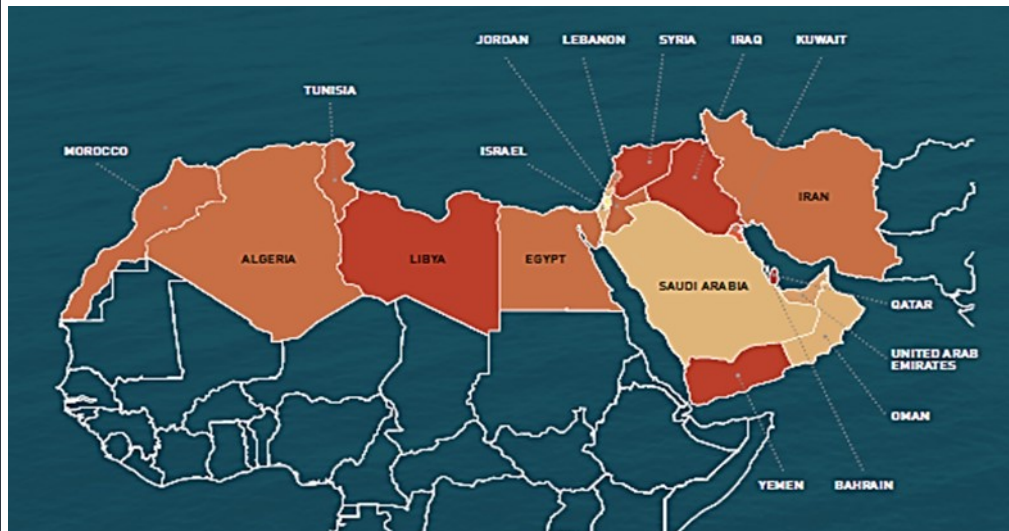 JORDAN
LEBANON
SYRIA
IRAQ
KUWAIT
TUNISIA
MOROCCO
ISRAEL
IRAN
ALGERIA
LIBYA
EGYPT
SAUDI ARABIA
QATAR
UNITED ARAB
EMIRATES
OMAN
YEMEN
BAHRAIN